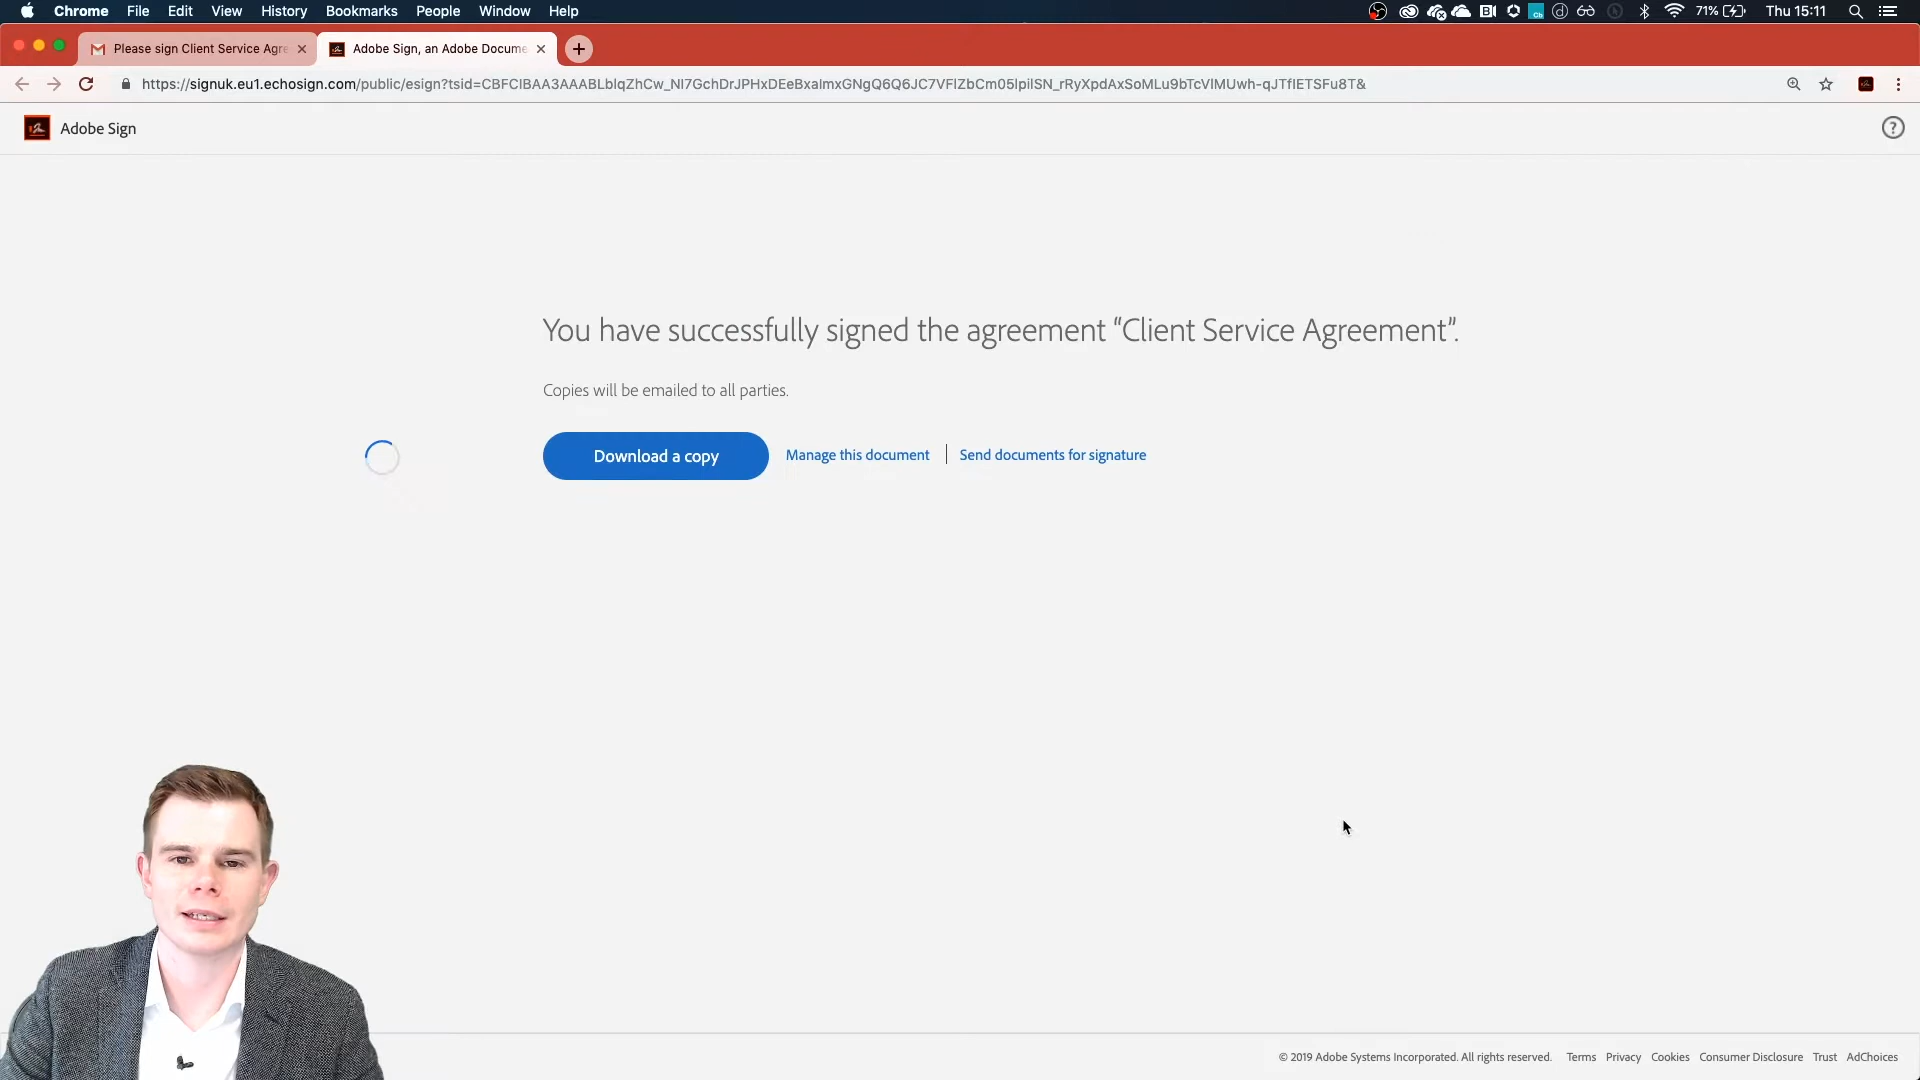 Chrome File Edit View History Bookmarks People Window Help 71% Thu 15:11
Please sign Client Service Agre Adobe Sign, an Adobe Docume
https://signuk.eu1.echosign.com/public/esign?
Adobe Sign
You have successfully signed the agreement “Client Service Agreement”.
Copies will be emailed to all parties.
Download a copy Manage this document Send documents for signature
© 2019 Adobe Systems Incorporated. All rights reserved. Terms Privacy Cookies Consumer Disclosure Trust AdChoices